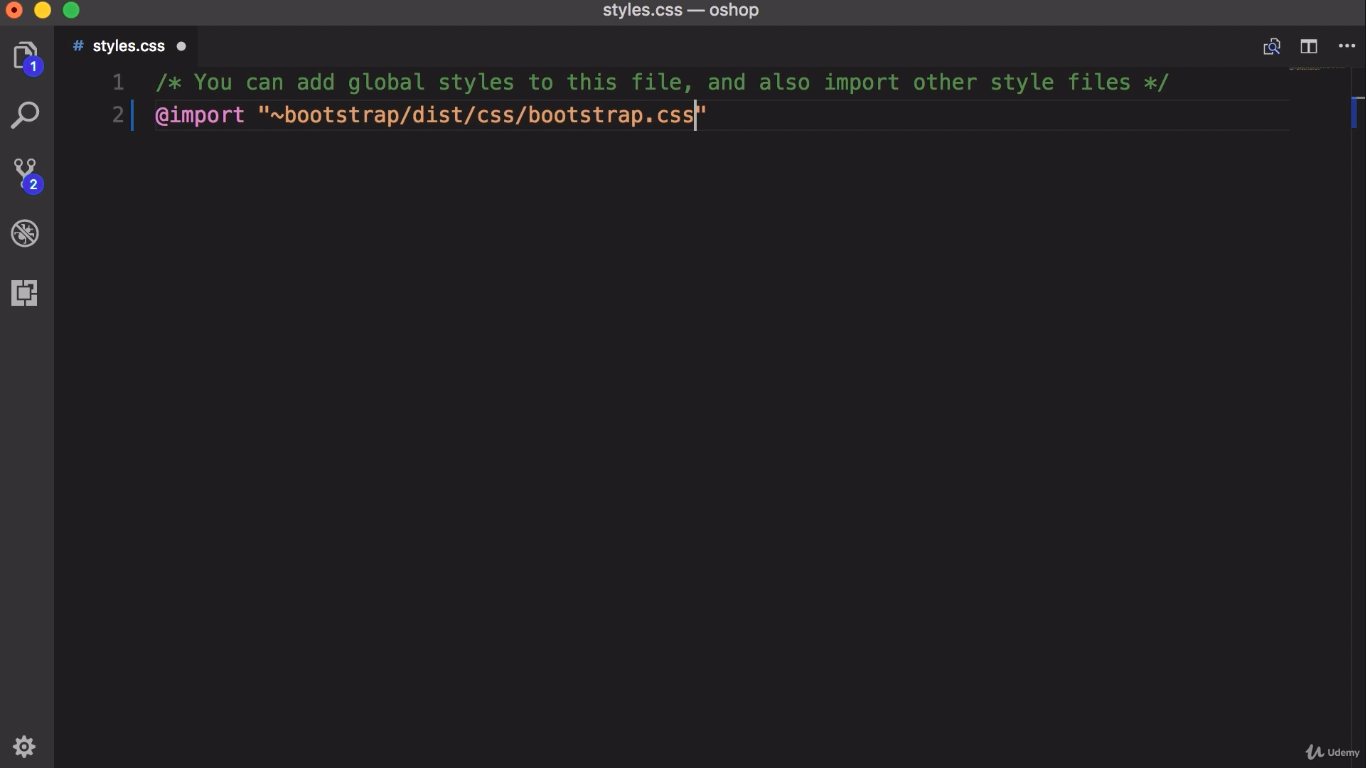 styles.css — oshop
# styles.css
1
1 /* You can add global styles to this file, and also import other style files */
2 @import "~bootstrap/dist/css/bootstrap.css"
2
Udemy